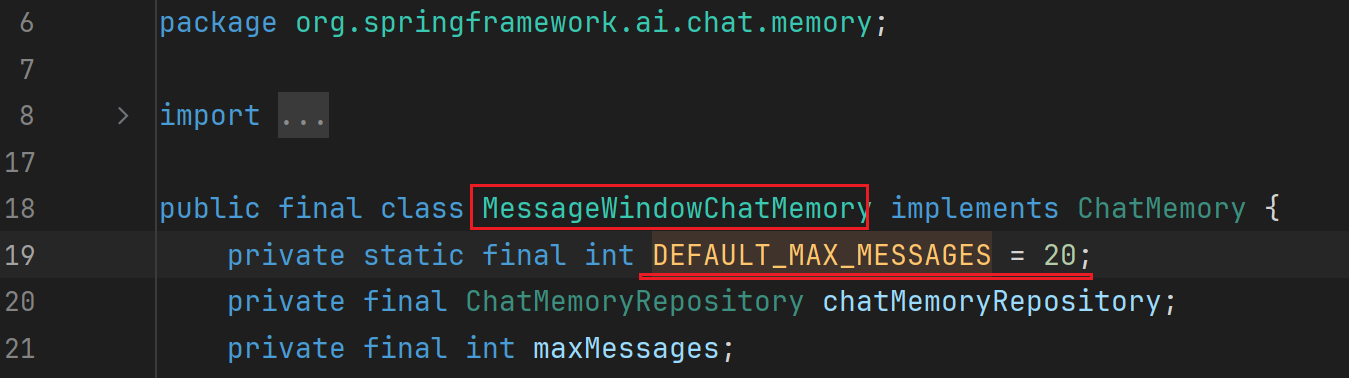 6 package org.springframework.ai.chat.memory;
7
8 import ...
17
18 public final class MessageWindowChatMemory implements ChatMemory {
19 private static final int DEFAULT_MAX_MESSAGES = 20;
20 private final ChatMemoryRepository chatMemoryRepository;
21 private final int maxMessages;